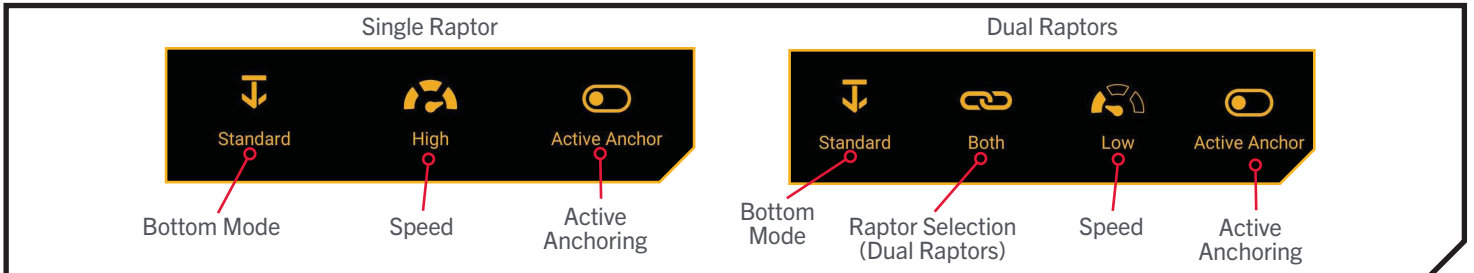 Single Raptor
Standard
High
Active Anchor
Bottom Mode
Speed
Active
Anchoring
Dual Raptors
Standard
Both
Low
Active Anchor
Bottom
Mode
Raptor Selection
(Dual Raptors)
Speed
Active
Anchoring